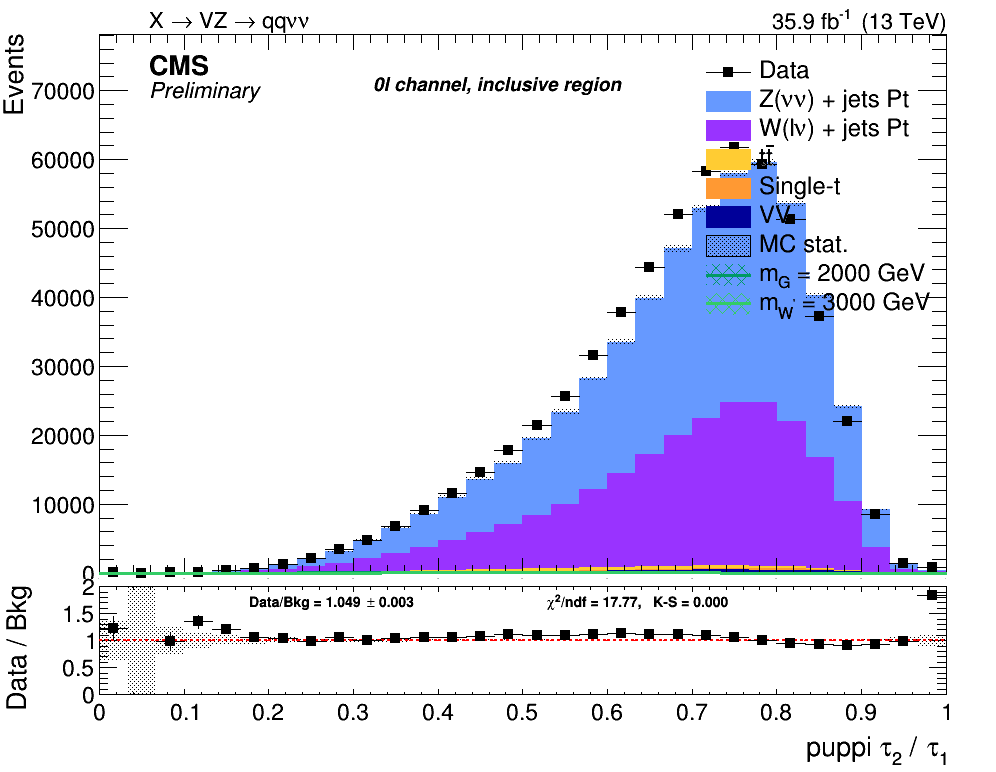 X → VZ → qqνν
35.9 fb⁻¹ (13 TeV)
Events
CMS
Preliminary
0l channel, inclusive region
Data
Z(νν) + jets Pt
W(lν) + jets Pt
tt̅
Single-t
VV
MC stat.
m_G = 2000 GeV
m_W' = 3000 GeV
70000
60000
50000
40000
30000
20000
10000
0
Data / Bkg
2
1.5
1
0.5
0
Data/Bkg = 1.049 ± 0.003
χ²/ndf = 17.77, K-S = 0.000
0 0.1 0.2 0.3 0.4 0.5 0.6 0.7 0.8 0.9 1
puppi τ₂ / τ₁